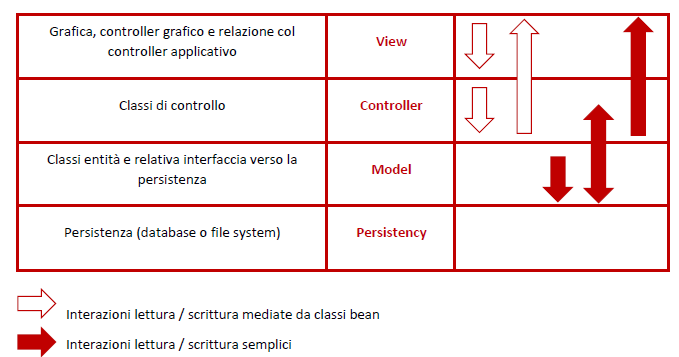 Grafica, controller grafico e relazione col
controller applicativo
View
Classi di controllo
Controller
Classi entità e relativa interfaccia verso la
persistenza
Model
Persistenza (database o file system)
Persistency
Interazioni lettura / scrittura mediate da classi bean
Interazioni lettura / scrittura semplici